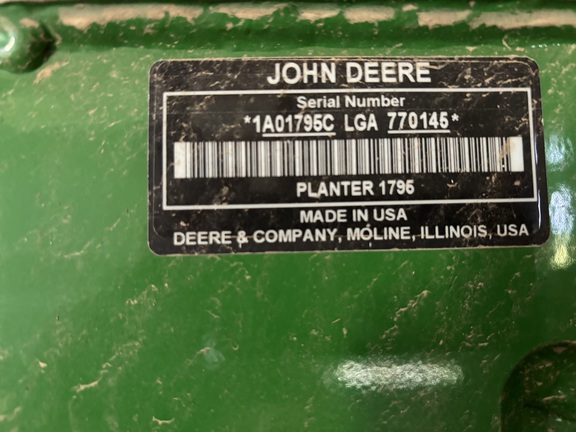 JOHN DEERE
Serial Number
*1A01795C LGA 770145*
PLANTER 1795
MADE IN USA
DEERE & COMPANY, MOLINE, ILLINOIS, USA